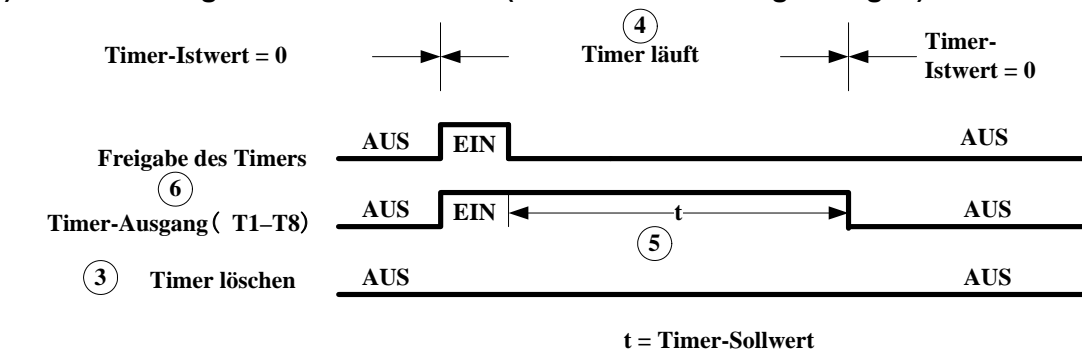 ④
Timer-Istwert = 0
Timer läuft
Timer-
Istwert = 0
AUS EIN AUS
Freigabe des Timers
⑥
AUS EIN t AUS
Timer-Ausgang( T1–T8)
⑤
③ Timer löschen AUS AUS
t = Timer-Sollwert